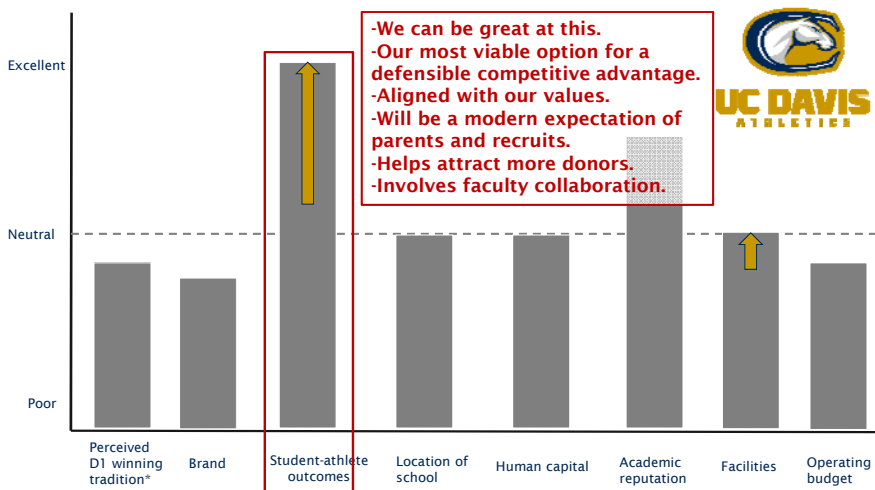 -We can be great at this.
-Our most viable option for a
defensible competitive advantage.
-Aligned with our values.
-Will be a modern expectation of
parents and recruits.
-Helps attract more donors.
-Involves faculty collaboration.
UC DAVIS
ATHLETICS
Excellent
Neutral
Poor
Perceived
D1 winning
tradition*
Brand
Student-athlete
outcomes
Location of
school
Human capital
Academic
reputation
Facilities
Operating
budget